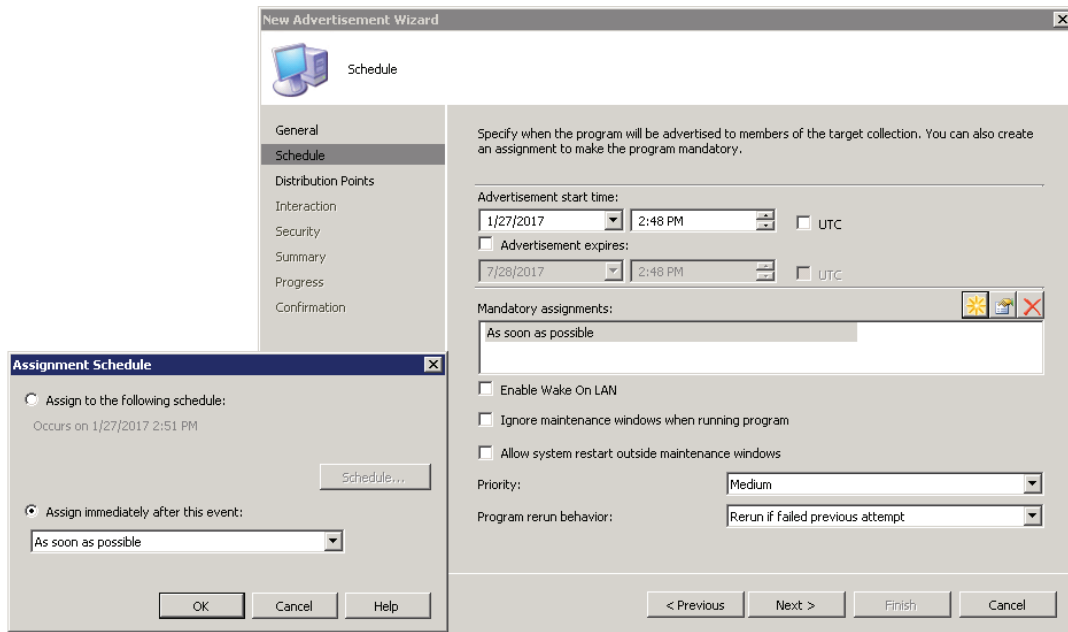 New Advertisement Wizard
Schedule
General
Schedule
Distribution Points
Interaction
Security
Summary
Progress
Confirmation
Specify when the program will be advertised to members of the target collection. You can also create
an assignment to make the program mandatory.
Advertisement start time:
1/27/2017 2:48 PM UTC
Advertisement expires:
7/28/2017 2:48 PM UTC
Mandatory assignments:
As soon as possible
Enable Wake On LAN
Ignore maintenance windows when running program
Allow system restart outside maintenance windows
Priority: Medium
Program rerun behavior: Rerun if failed previous attempt
< Previous Next > Finish Cancel
Assignment Schedule
Assign to the following schedule:
Occurs on 1/27/2017 2:51 PM
Schedule...
Assign immediately after this event:
As soon as possible
OK Cancel Help